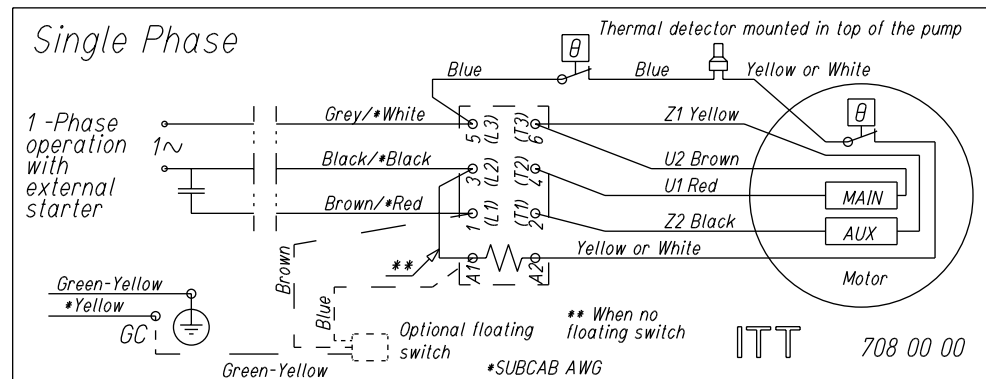 Single Phase
Thermal detector mounted in top of the pump
θ
Blue
Blue
Yellow or White
θ
1 -Phase
operation
with
external
starter
1~
Grey/*White
5
(L3)
(T3)
6
Z1 Yellow
Black/*Black
3
(L2)
(T2)
4
U2 Brown
U1 Red
MAIN
Brown/*Red
1
(L1)
(T1)
2
Z2 Black
AUX
**
A1
A2
Yellow or White
Motor
Brown
Blue
Green-Yellow
*Yellow
GC
Green-Yellow
Optional floating
switch
** When no
floating switch
*SUBCAB AWG
ITT
708 00 00